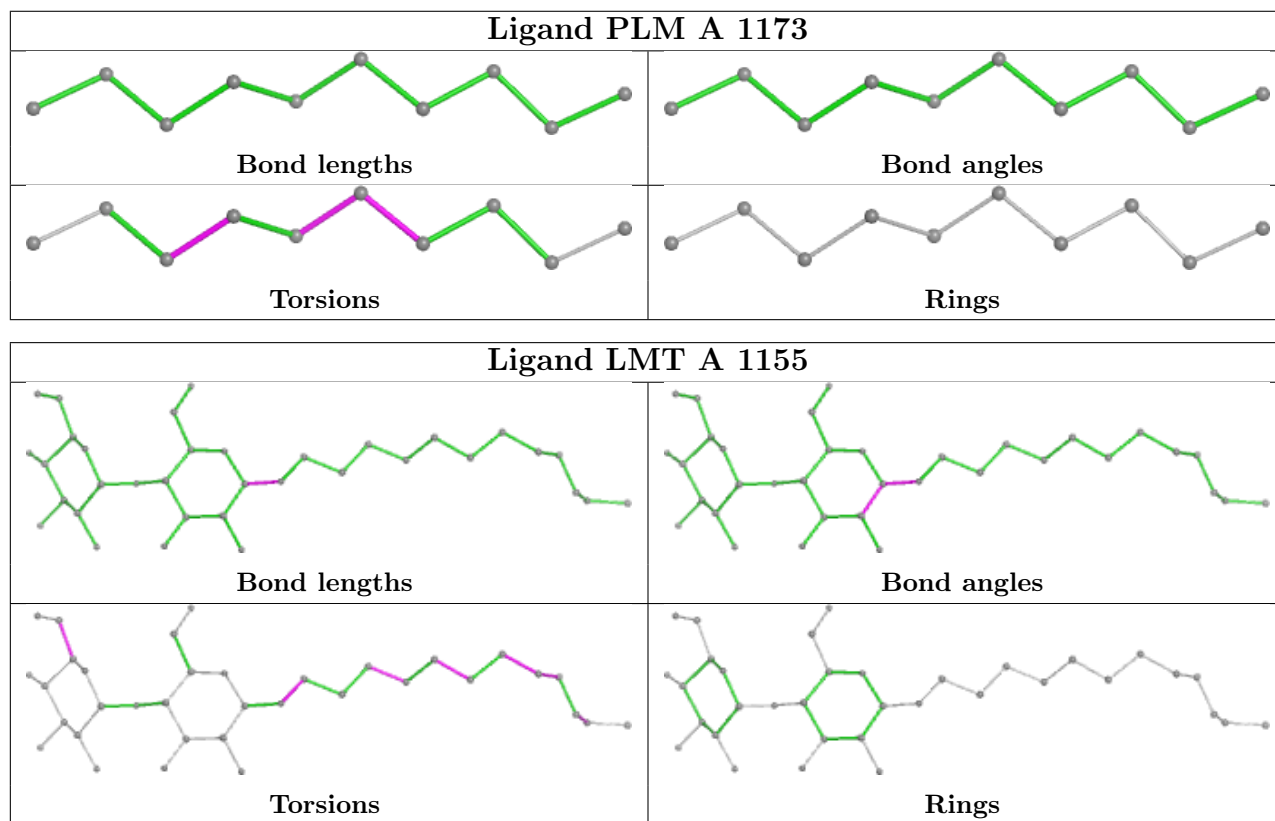 Ligand PLM A 1173
Bond lengths
Bond angles
Torsions
Rings
Ligand LMT A 1155
Bond lengths
Bond angles
Torsions
Rings